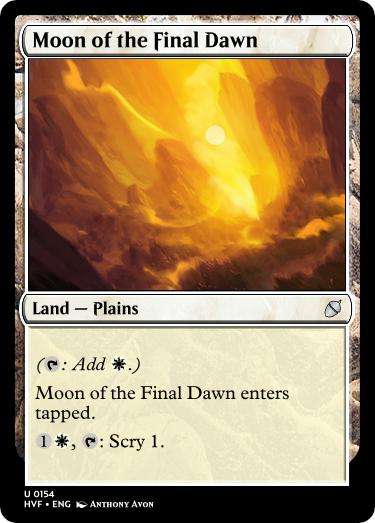 Moon of the Final Dawn
Land — Plains
(: Add .)
Moon of the Final Dawn enters
tapped.
1, : Scry 1.
U 0154
HVF • ENG Anthony Avon